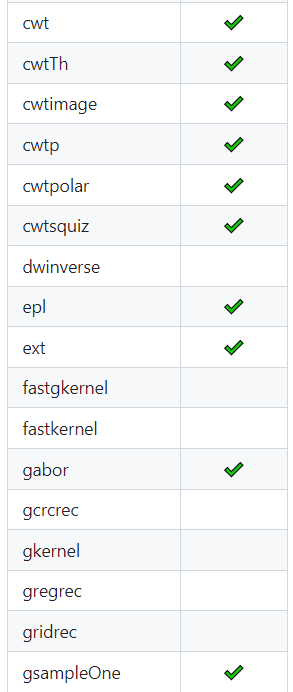 cwt ✔
cwtTh ✔
cwtimage ✔
cwtp ✔
cwtpolar ✔
cwtsquiz ✔
dwinverse
epl ✔
ext ✔
fastgkernel
fastkernel
gabor ✔
gcrcrec
gkernel
gregrec
gridrec
gsampleOne ✔